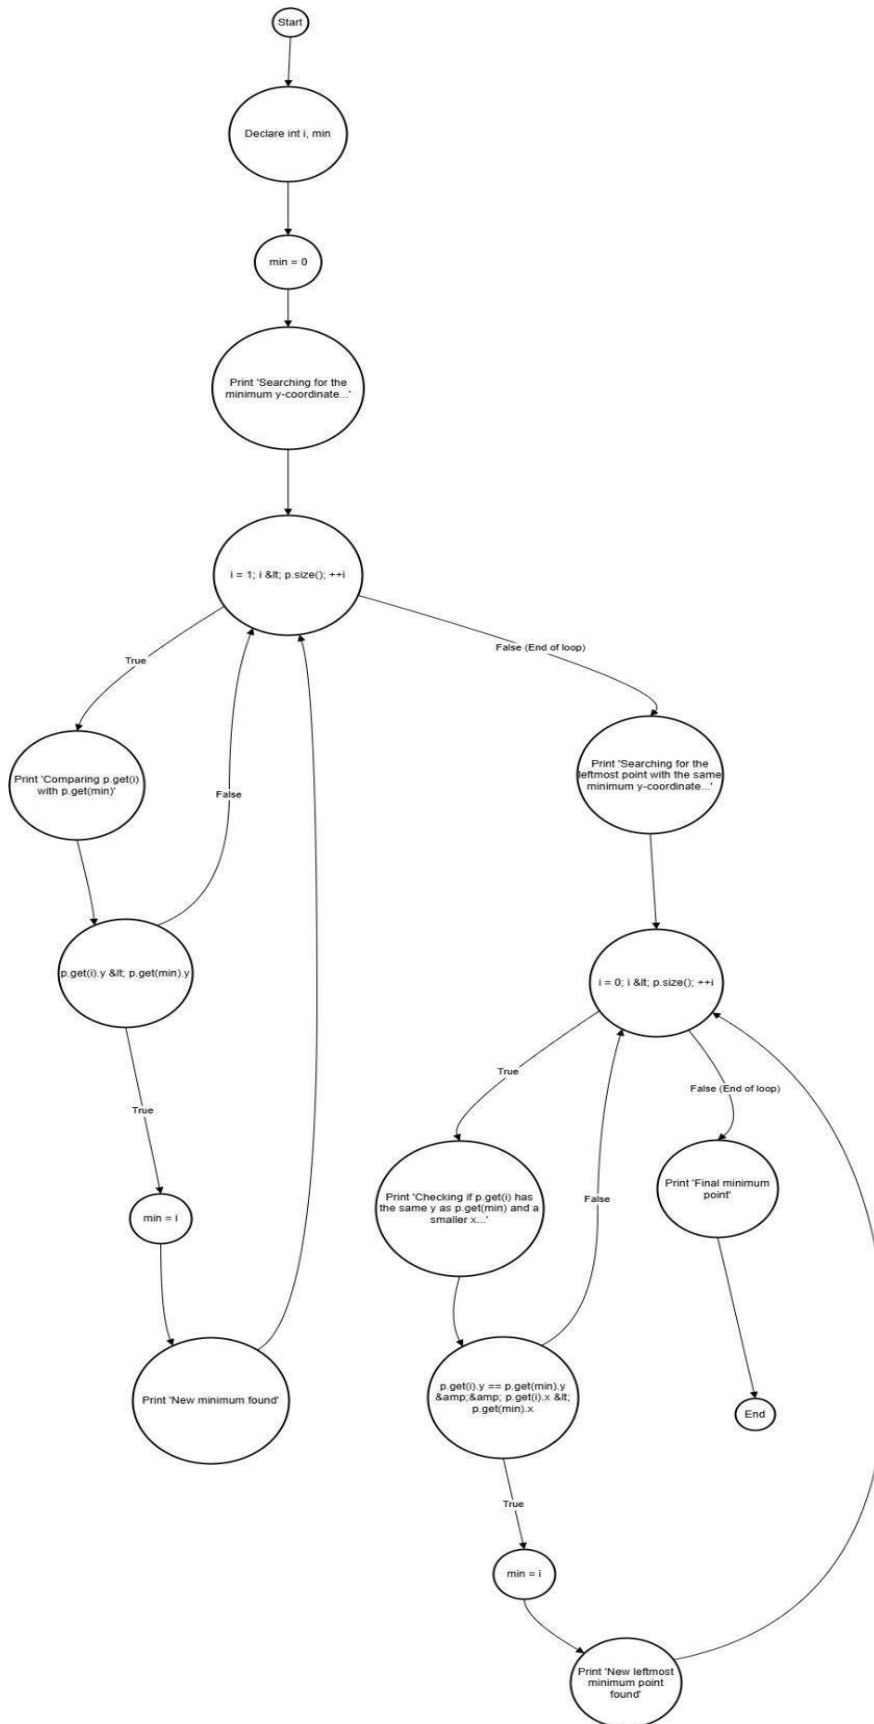 Start
Declare int i, min
min = 0
Print 'Searching for the
minimum y-coordinate...'
i = 1; i &lt; p.size(); ++i
True
False (End of loop)
Print 'Comparing p.get(i)
with p.get(min)'
False
p.get(i).y &lt; p.get(min).y
True
min = i
Print 'New minimum found'
Print 'Searching for the
leftmost point with the same
minimum y-coordinate...'
i = 0; i &lt; p.size(); ++i
True
False (End of loop)
Print 'Checking if p.get(i) has
the same y as p.get(min) and a
smaller x...'
False
Print 'Final minimum
point'
p.get(i).y == p.get(min).y
&amp;&amp; p.get(i).x &lt;
p.get(min).x
End
True
min = i
Print 'New leftmost
minimum point
found'